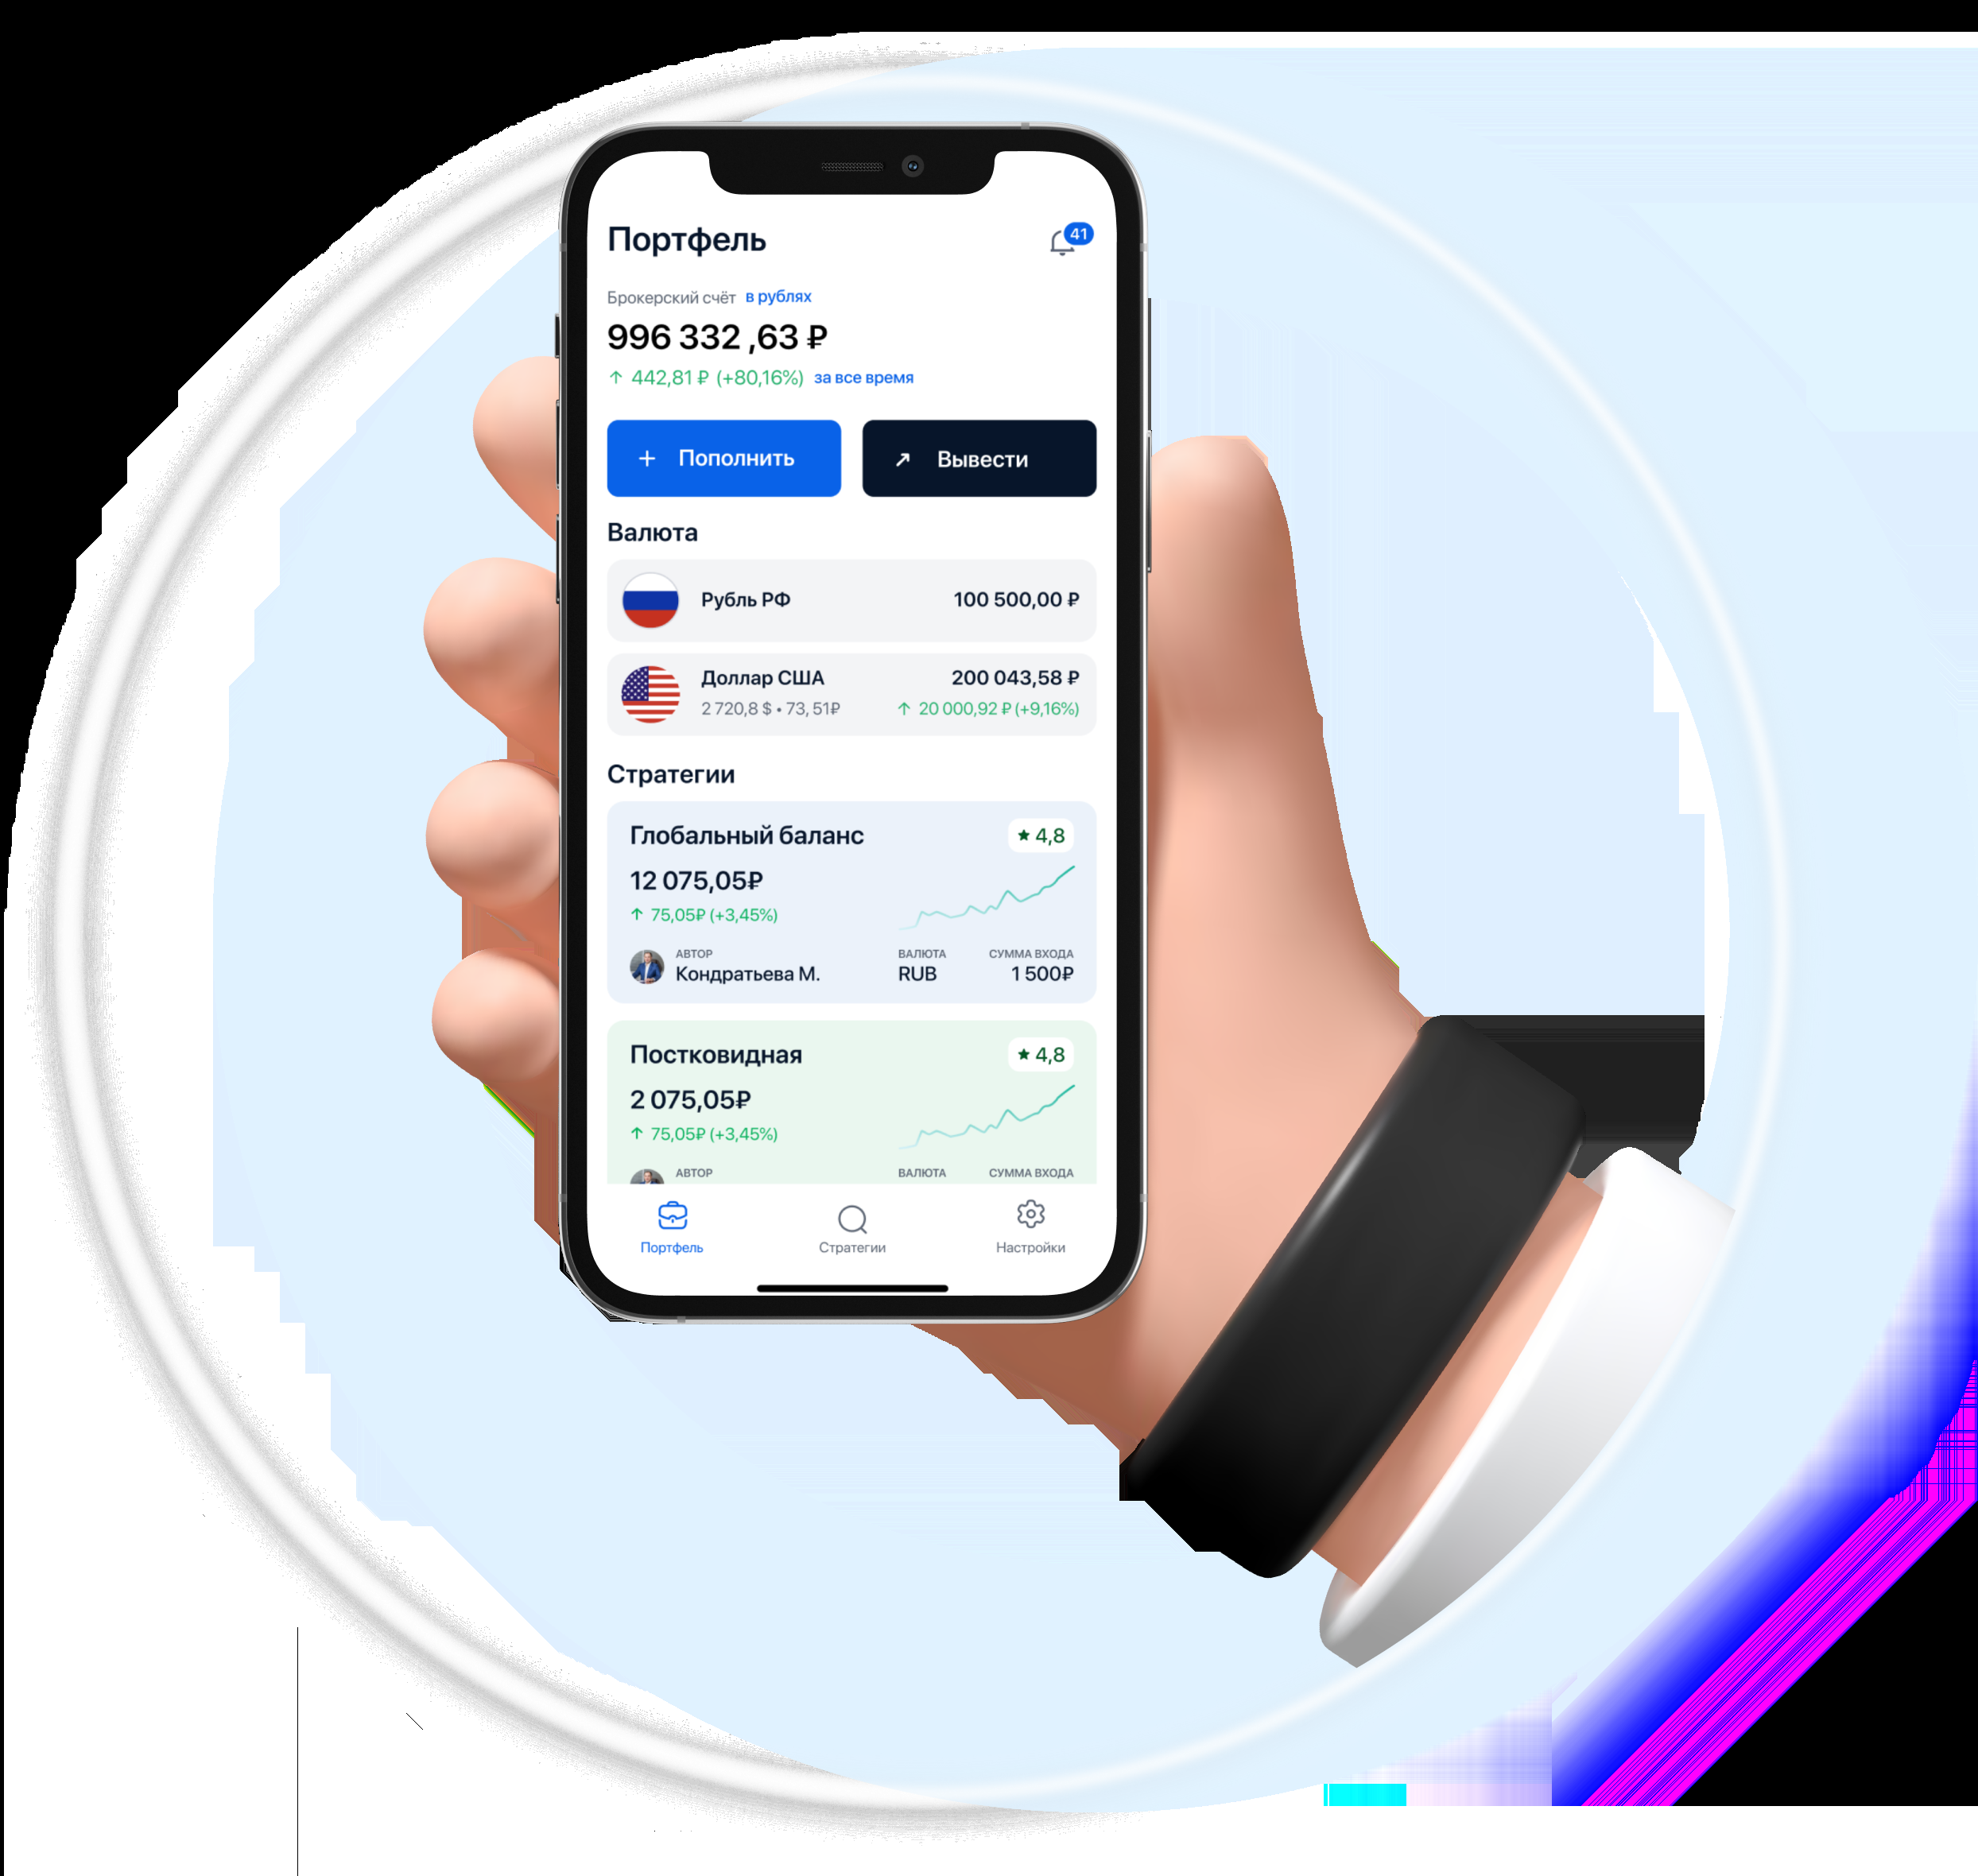 Портфель
41
Брокерский счёт в рублях
996 332 ,63 ₽
↑ 442,81 ₽ (+80,16%) за все время
+ Пополнить
↗ Вывести
Валюта
Рубль РФ 100 500,00 ₽
Доллар США 200 043,58 ₽
2 720,8 $ • 73, 51₽ ↑ 20 000,92 ₽ (+9,16%)
Стратегии
Глобальный баланс ★ 4,8
12 075,05₽
↑ 75,05₽ (+3,45%)
АВТОР ВАЛЮТА СУММА ВХОДА
Кондратьева М. RUB 1 500₽
Постковидная ★ 4,8
2 075,05₽
↑ 75,05₽ (+3,45%)
АВТОР ВАЛЮТА СУММА ВХОДА
Портфель Стратегии Настройки